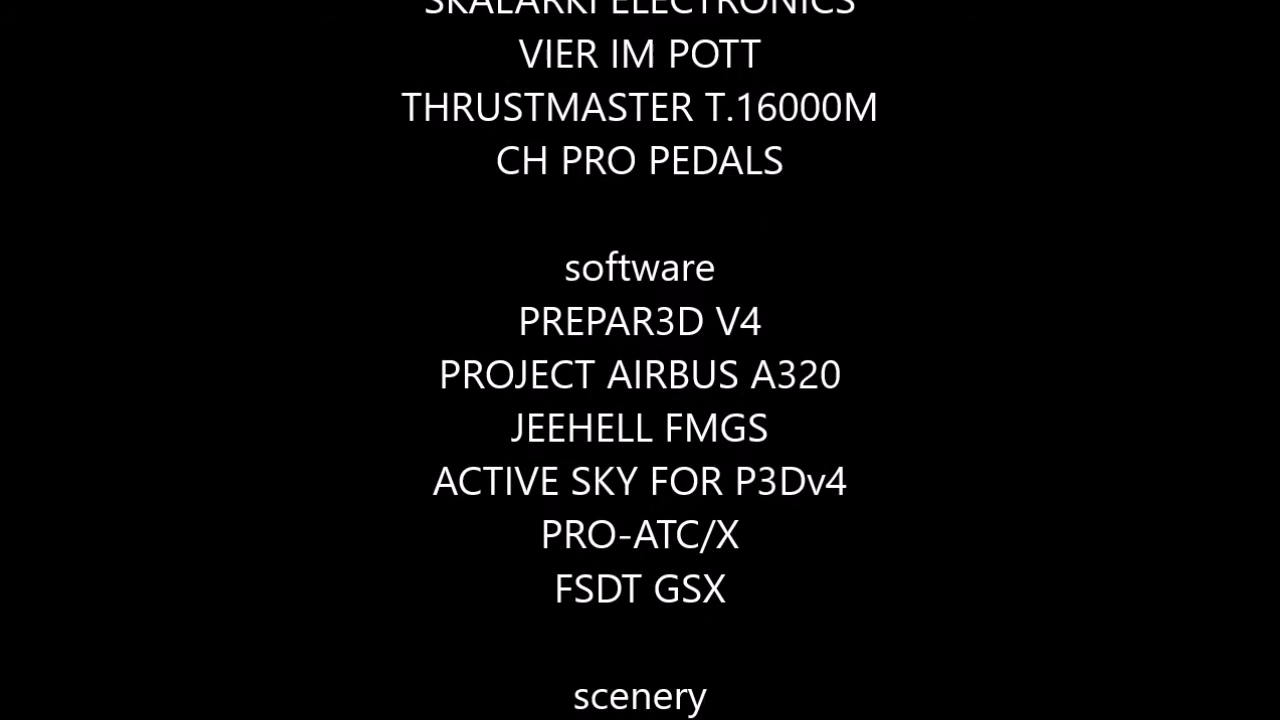 SKALARKI ELECTRONICS
VIER IM POTT
THRUSTMASTER T.16000M
CH PRO PEDALS
software
PREPAR3D V4
PROJECT AIRBUS A320
JEEHELL FMGS
ACTIVE SKY FOR P3Dv4
PRO-ATC/X
FSDT GSX
scenery